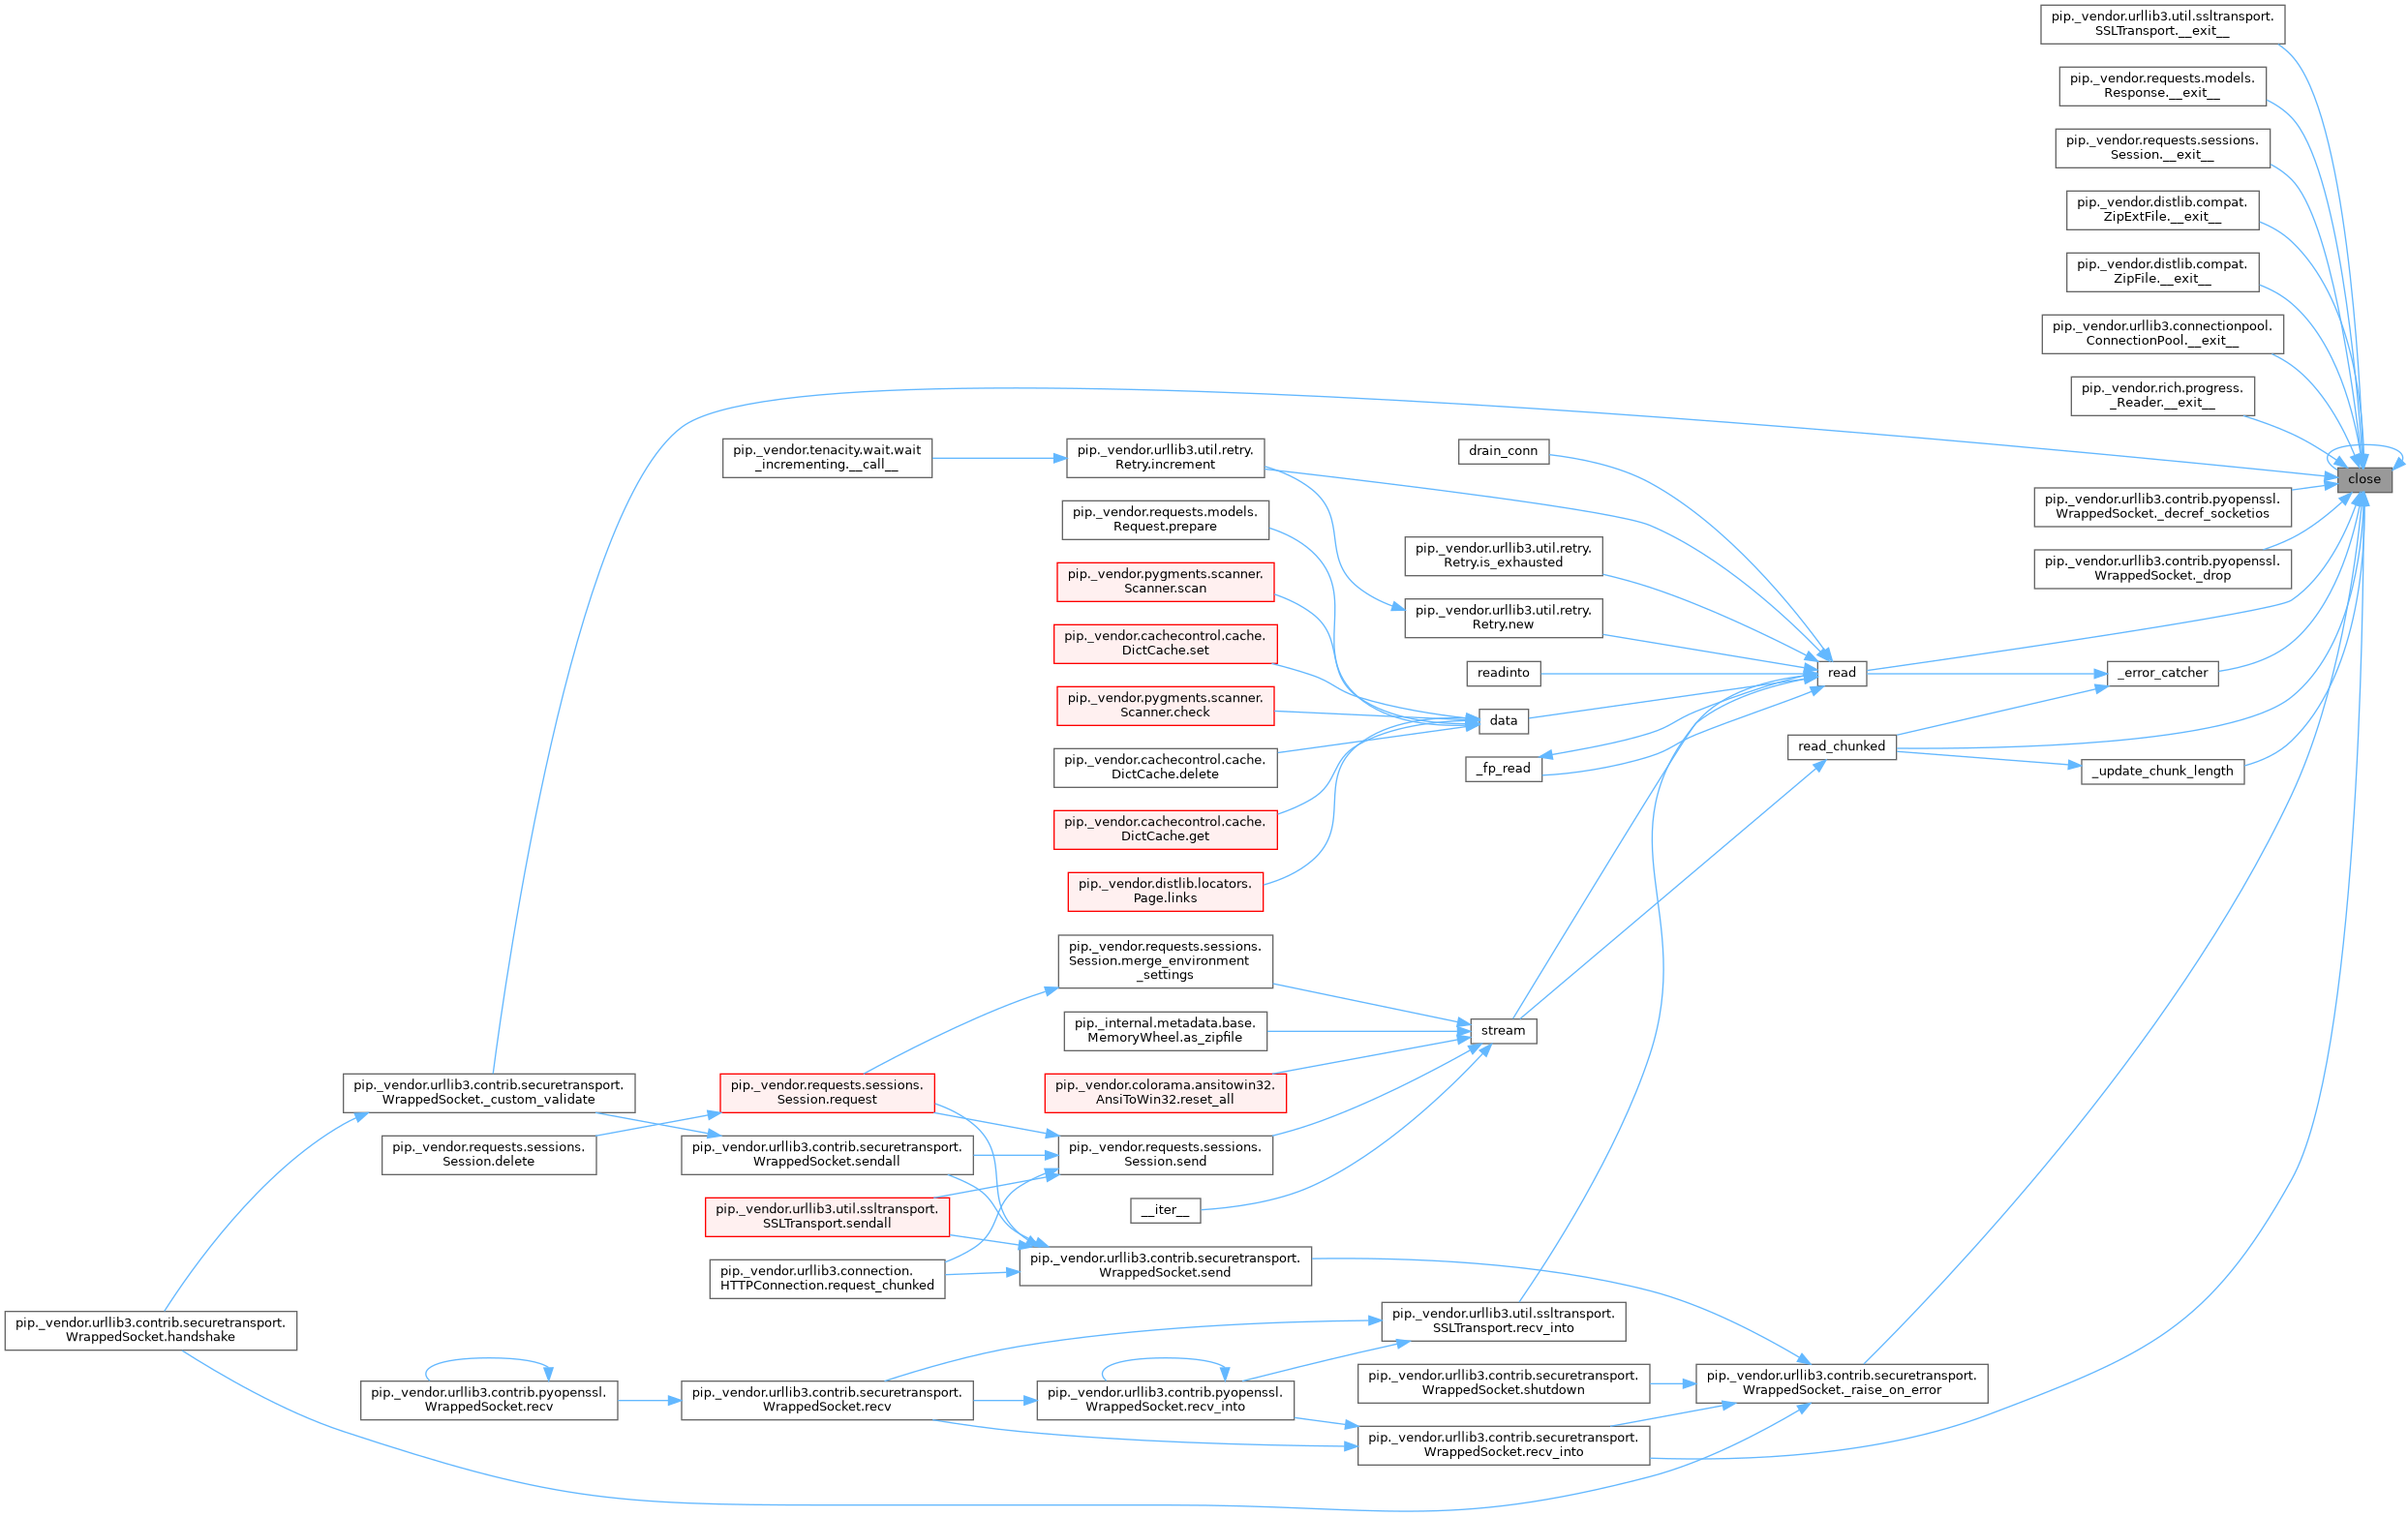 pip._vendor.urllib3.util.ssltransport.
SSLTransport.__exit__
pip._vendor.requests.models.
Response.__exit__
pip._vendor.requests.sessions.
Session.__exit__
pip._vendor.distlib.compat.
ZipExtFile.__exit__
pip._vendor.distlib.compat.
ZipFile.__exit__
pip._vendor.urllib3.connectionpool.
ConnectionPool.__exit__
pip._vendor.rich.progress.
_Reader.__exit__
close
pip._vendor.urllib3.contrib.pyopenssl.
WrappedSocket._decref_socketios
pip._vendor.urllib3.contrib.pyopenssl.
WrappedSocket._drop
_error_catcher
_update_chunk_length
read
read_chunked
drain_conn
pip._vendor.urllib3.util.retry.
Retry.is_exhausted
pip._vendor.urllib3.util.retry.
Retry.new
readinto
data
_fp_read
stream
pip._vendor.tenacity.wait.wait
_incrementing.__call__
pip._vendor.urllib3.util.retry.
Retry.increment
pip._vendor.requests.models.
Request.prepare
pip._vendor.pygments.scanner.
Scanner.scan
pip._vendor.cachecontrol.cache.
DictCache.set
pip._vendor.pygments.scanner.
Scanner.check
pip._vendor.cachecontrol.cache.
DictCache.delete
pip._vendor.cachecontrol.cache.
DictCache.get
pip._vendor.distlib.locators.
Page.links
pip._vendor.requests.sessions.
Session.merge_environment
_settings
pip._internal.metadata.base.
MemoryWheel.as_zipfile
pip._vendor.colorama.ansitowin32.
AnsiToWin32.reset_all
pip._vendor.requests.sessions.
Session.send
__iter__
pip._vendor.urllib3.contrib.securetransport.
WrappedSocket.send
pip._vendor.urllib3.contrib.securetransport.
WrappedSocket._custom_validate
pip._vendor.requests.sessions.
Session.request
pip._vendor.requests.sessions.
Session.delete
pip._vendor.urllib3.contrib.securetransport.
WrappedSocket.sendall
pip._vendor.urllib3.util.ssltransport.
SSLTransport.sendall
pip._vendor.urllib3.connection.
HTTPConnection.request_chunked
pip._vendor.urllib3.contrib.securetransport.
WrappedSocket.handshake
pip._vendor.urllib3.util.ssltransport.
SSLTransport.recv_into
pip._vendor.urllib3.contrib.pyopenssl.
WrappedSocket.recv
pip._vendor.urllib3.contrib.securetransport.
WrappedSocket.recv
pip._vendor.urllib3.contrib.pyopenssl.
WrappedSocket.recv_into
pip._vendor.urllib3.contrib.securetransport.
WrappedSocket.shutdown
pip._vendor.urllib3.contrib.securetransport.
WrappedSocket._raise_on_error
pip._vendor.urllib3.contrib.securetransport.
WrappedSocket.recv_into